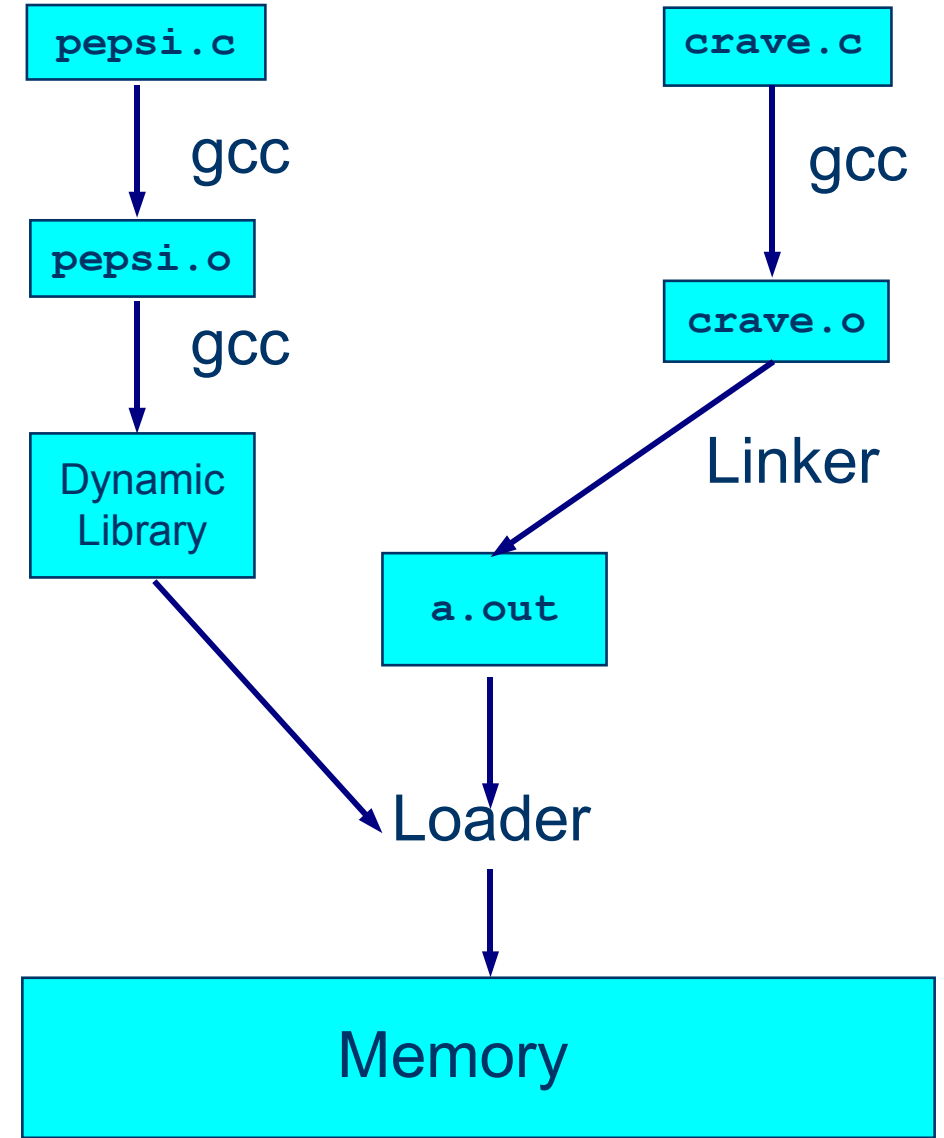 pepsi.c
crave.c
gcc
gcc
pepsi.o
crave.o
gcc
Linker
Dynamic
Library
a.out
Loader
Memory